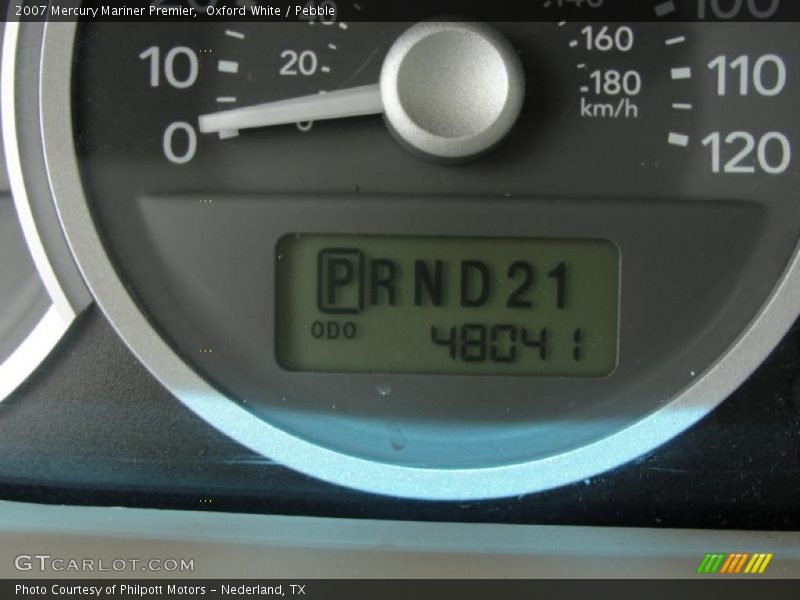 2007 Mercury Mariner Premier,  Oxford White / Pebble
100
10
20
160
110
180
km/h
0
0
120
PRND21
ODO
48041
GTCARLOT.COM
Photo Courtesy of Philpott Motors - Nederland, TX